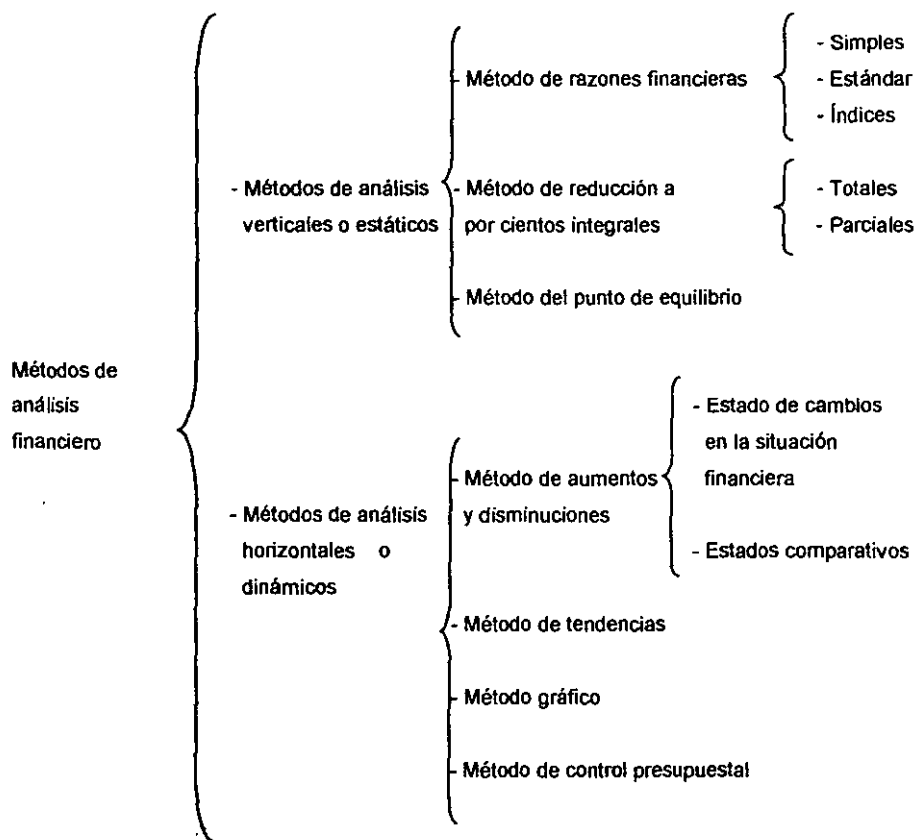 Métodos de
análisis
financiero
- Métodos de análisis
verticales o estáticos
- Método de razones financieras
- Simples
- Estándar
- Índices
- Método de reducción a
por cientos integrales
- Totales
- Parciales
- Método del punto de equilibrio
- Métodos de análisis
horizontales o
dinámicos
- Método de aumentos
y disminuciones
- Estado de cambios
en la situación
financiera
- Estados comparativos
- Método de tendencias
- Método gráfico
- Método de control presupuestal